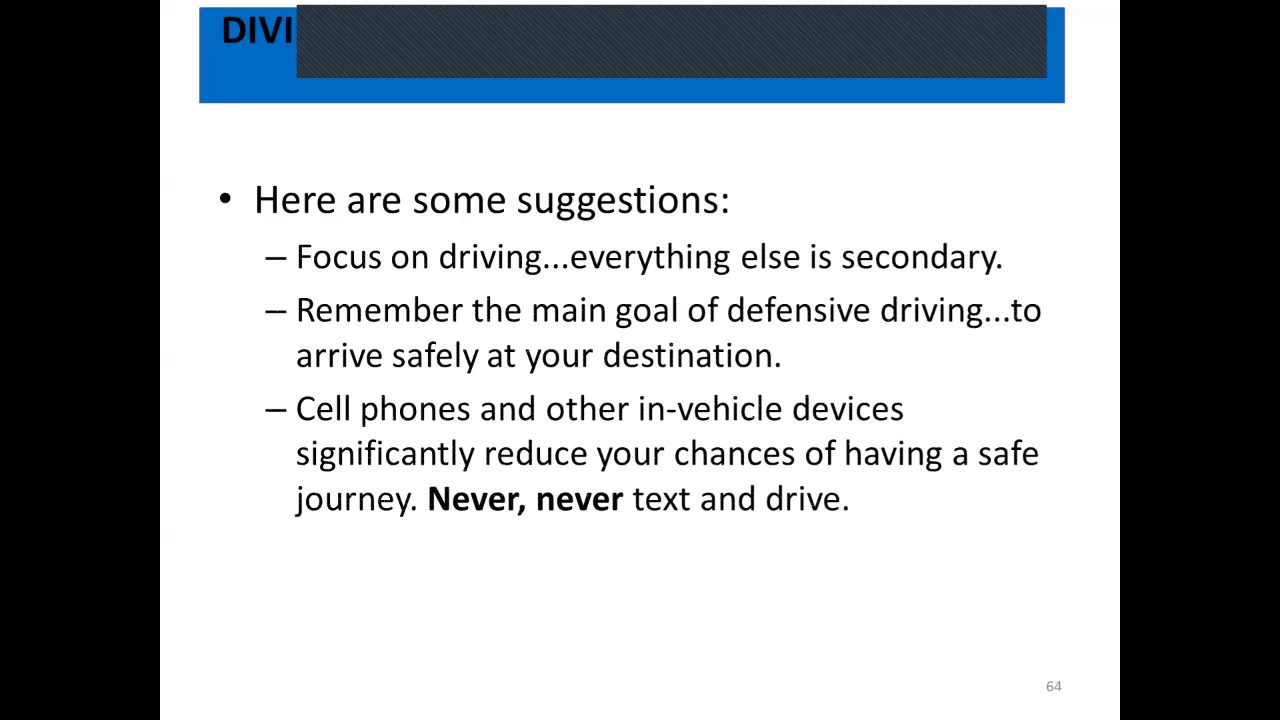 DIVI
• Here are some suggestions:
– Focus on driving...everything else is secondary.
– Remember the main goal of defensive driving...to
arrive safely at your destination.
– Cell phones and other in-vehicle devices
significantly reduce your chances of having a safe
journey. Never, never text and drive.
64